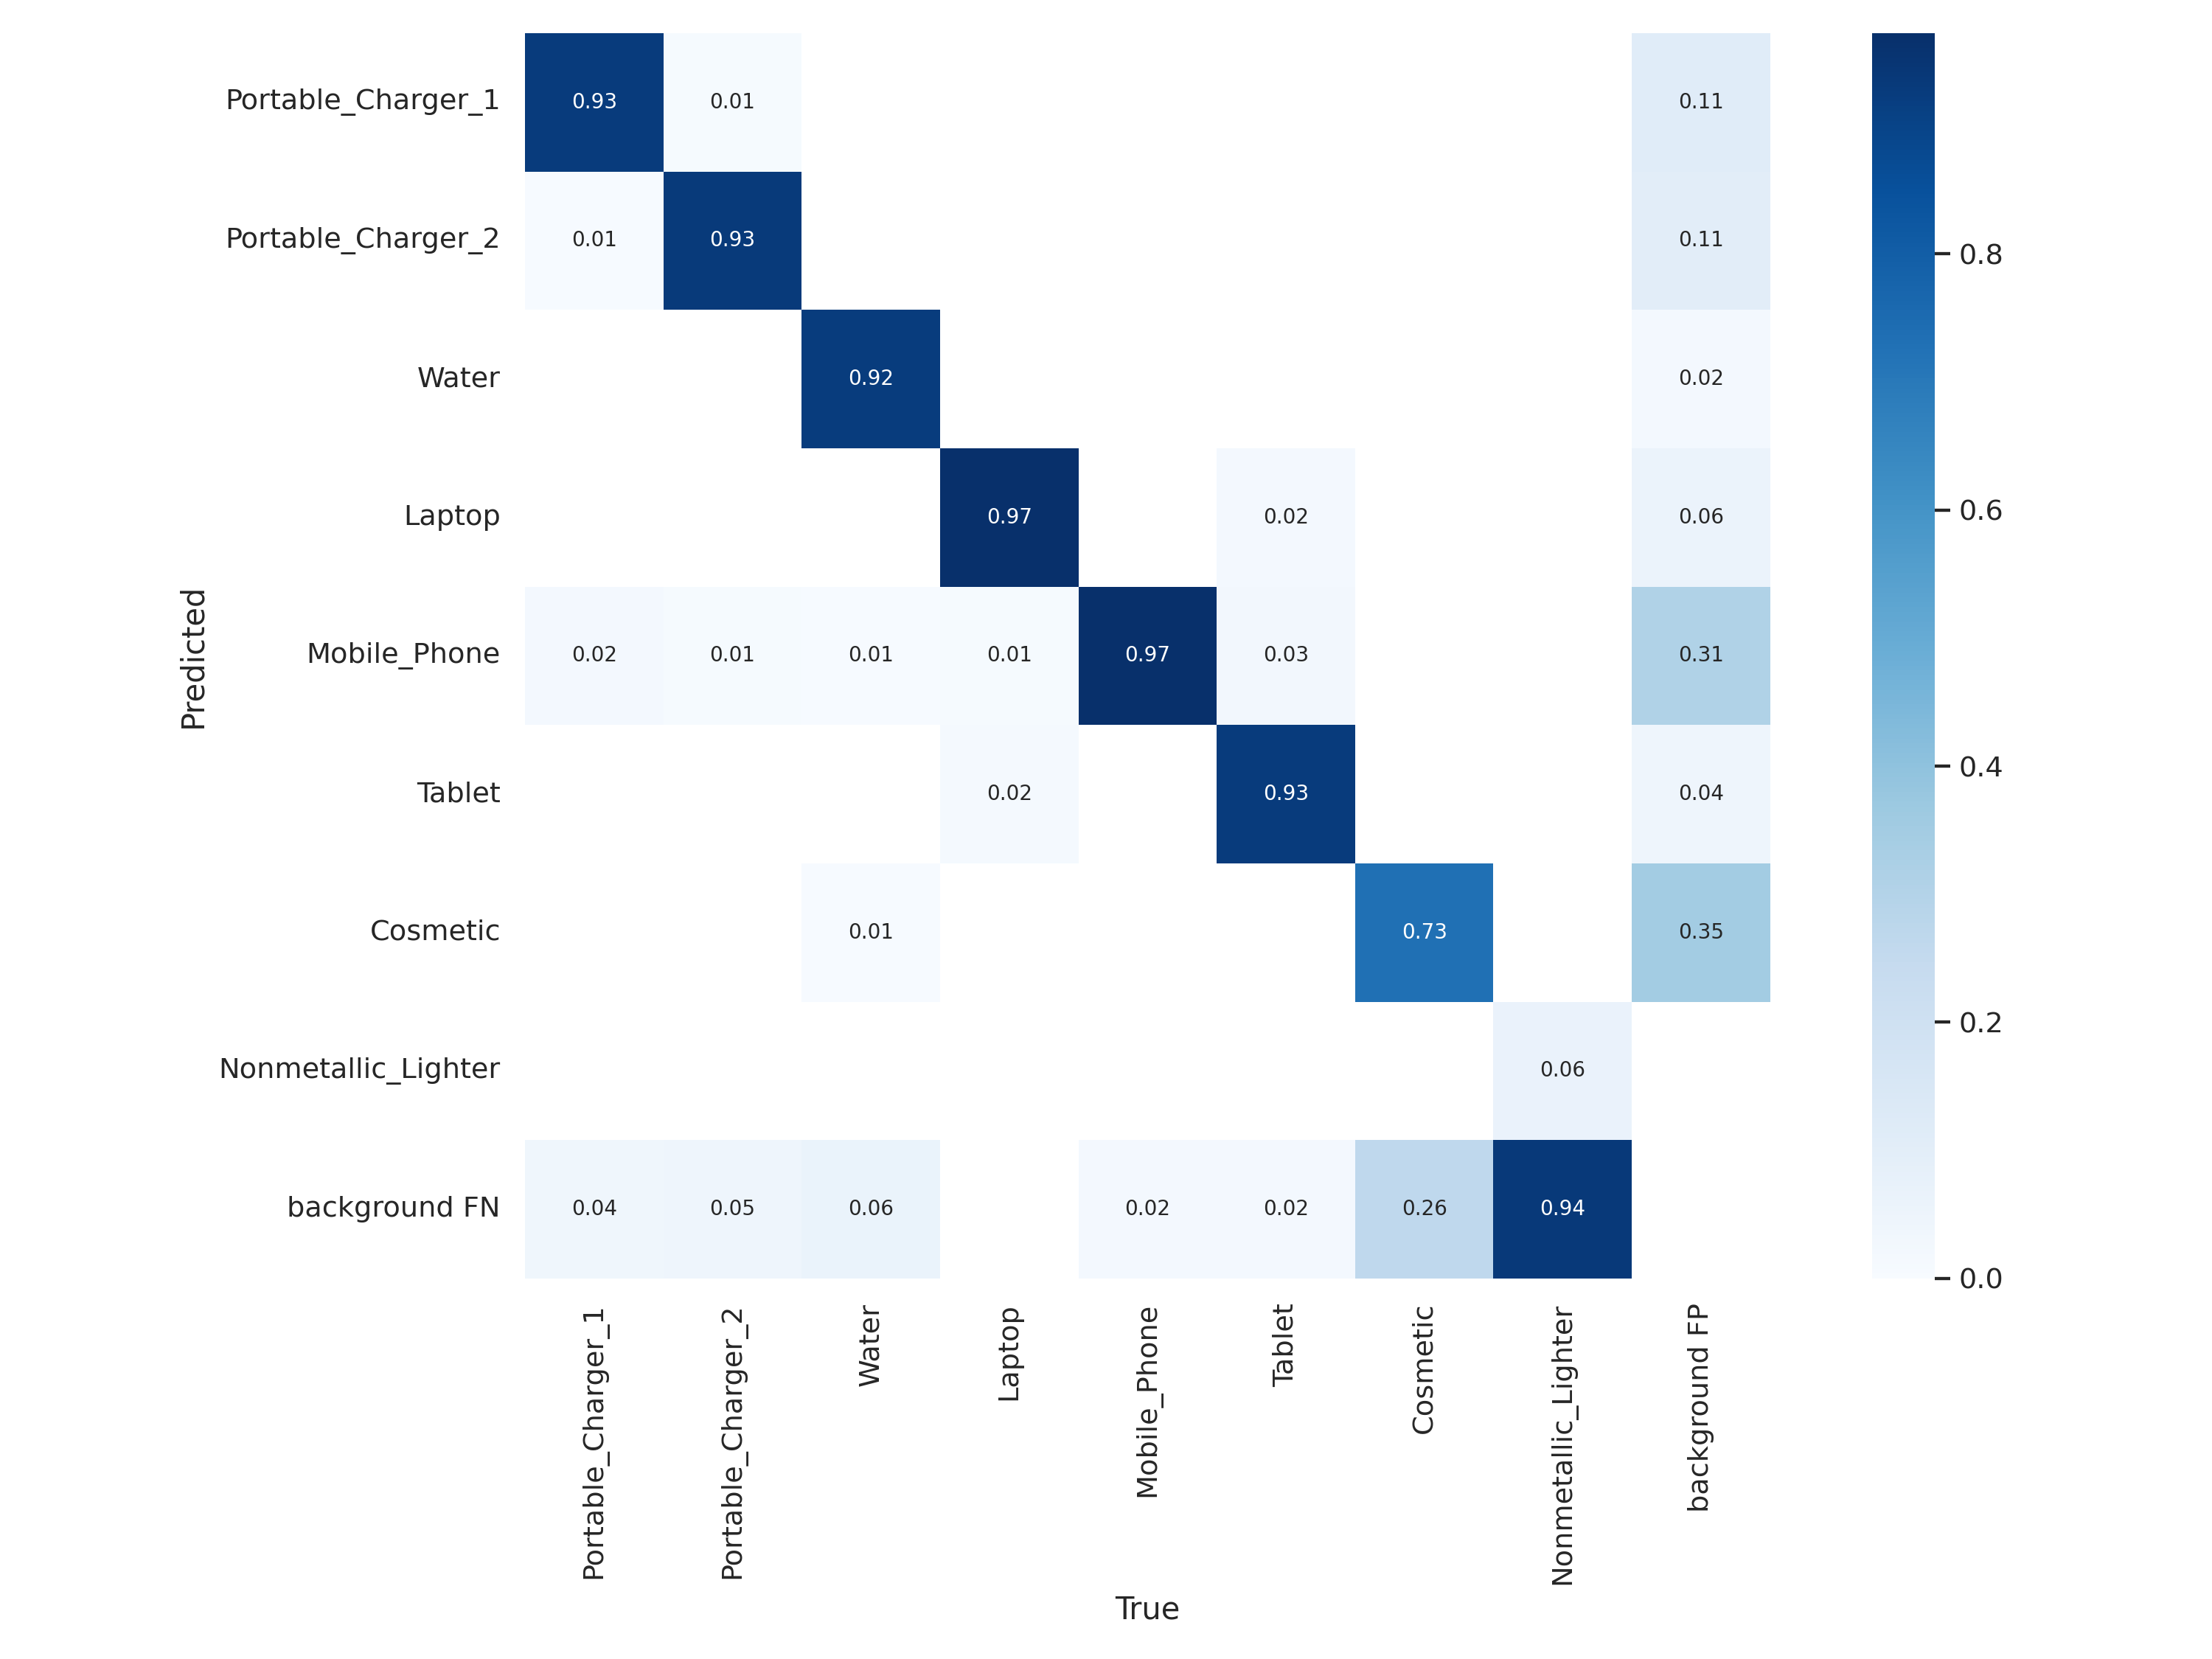 Portable_Charger_1 0.93 0.01 0.11
Portable_Charger_2 0.01 0.93 0.11
Water 0.92 0.02
Laptop 0.97 0.02 0.06
Mobile_Phone 0.02 0.01 0.01 0.01 0.97 0.03 0.31
Tablet 0.02 0.93 0.04
Cosmetic 0.01 0.73 0.35
Nonmetallic_Lighter 0.06
background FN 0.04 0.05 0.06 0.02 0.02 0.26 0.94
Predicted
Portable_Charger_1
Portable_Charger_2
Water
Laptop
Mobile_Phone
Tablet
Cosmetic
Nonmetallic_Lighter
background FP
True
0.8
0.6
0.4
0.2
0.0